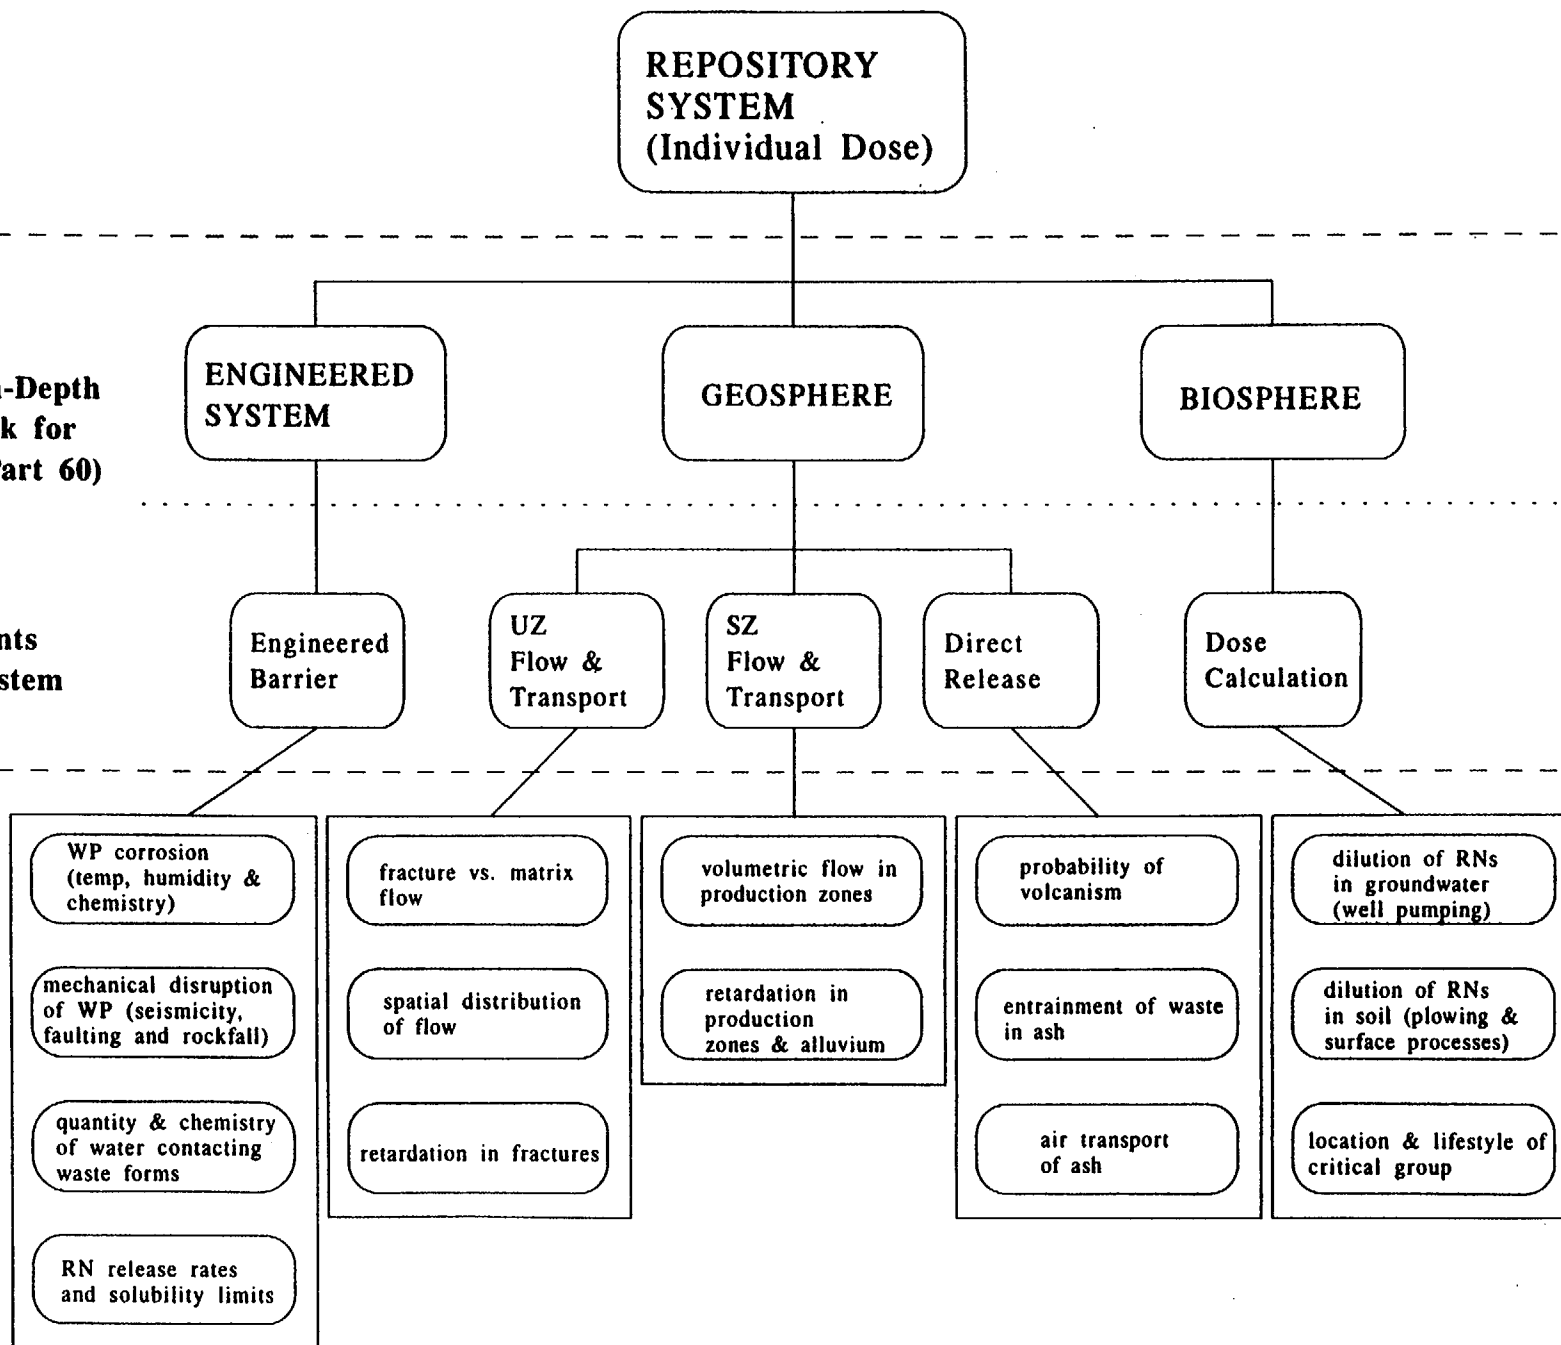 REPOSITORY
SYSTEM
(Individual Dose)
-Depth
k for
art 60)
ENGINEERED
SYSTEM
GEOSPHERE
BIOSPHERE
nts
stem
Engineered
Barrier
UZ
Flow &
Transport
SZ
Flow &
Transport
Direct
Release
Dose
Calculation
WP corrosion
(temp, humidity &
chemistry)
mechanical disruption
of WP (seismicity,
faulting and rockfall)
quantity & chemistry
of water contacting
waste forms
RN release rates
and solubility limits
fracture vs. matrix
flow
spatial distribution
of flow
retardation in fractures
volumetric flow in
production zones
retardation in
production
zones & alluvium
probability of
volcanism
entrainment of waste
in ash
air transport
of ash
dilution of RNs
in groundwater
(well pumping)
dilution of RNs
in soil (plowing &
surface processes)
location & lifestyle of
critical group